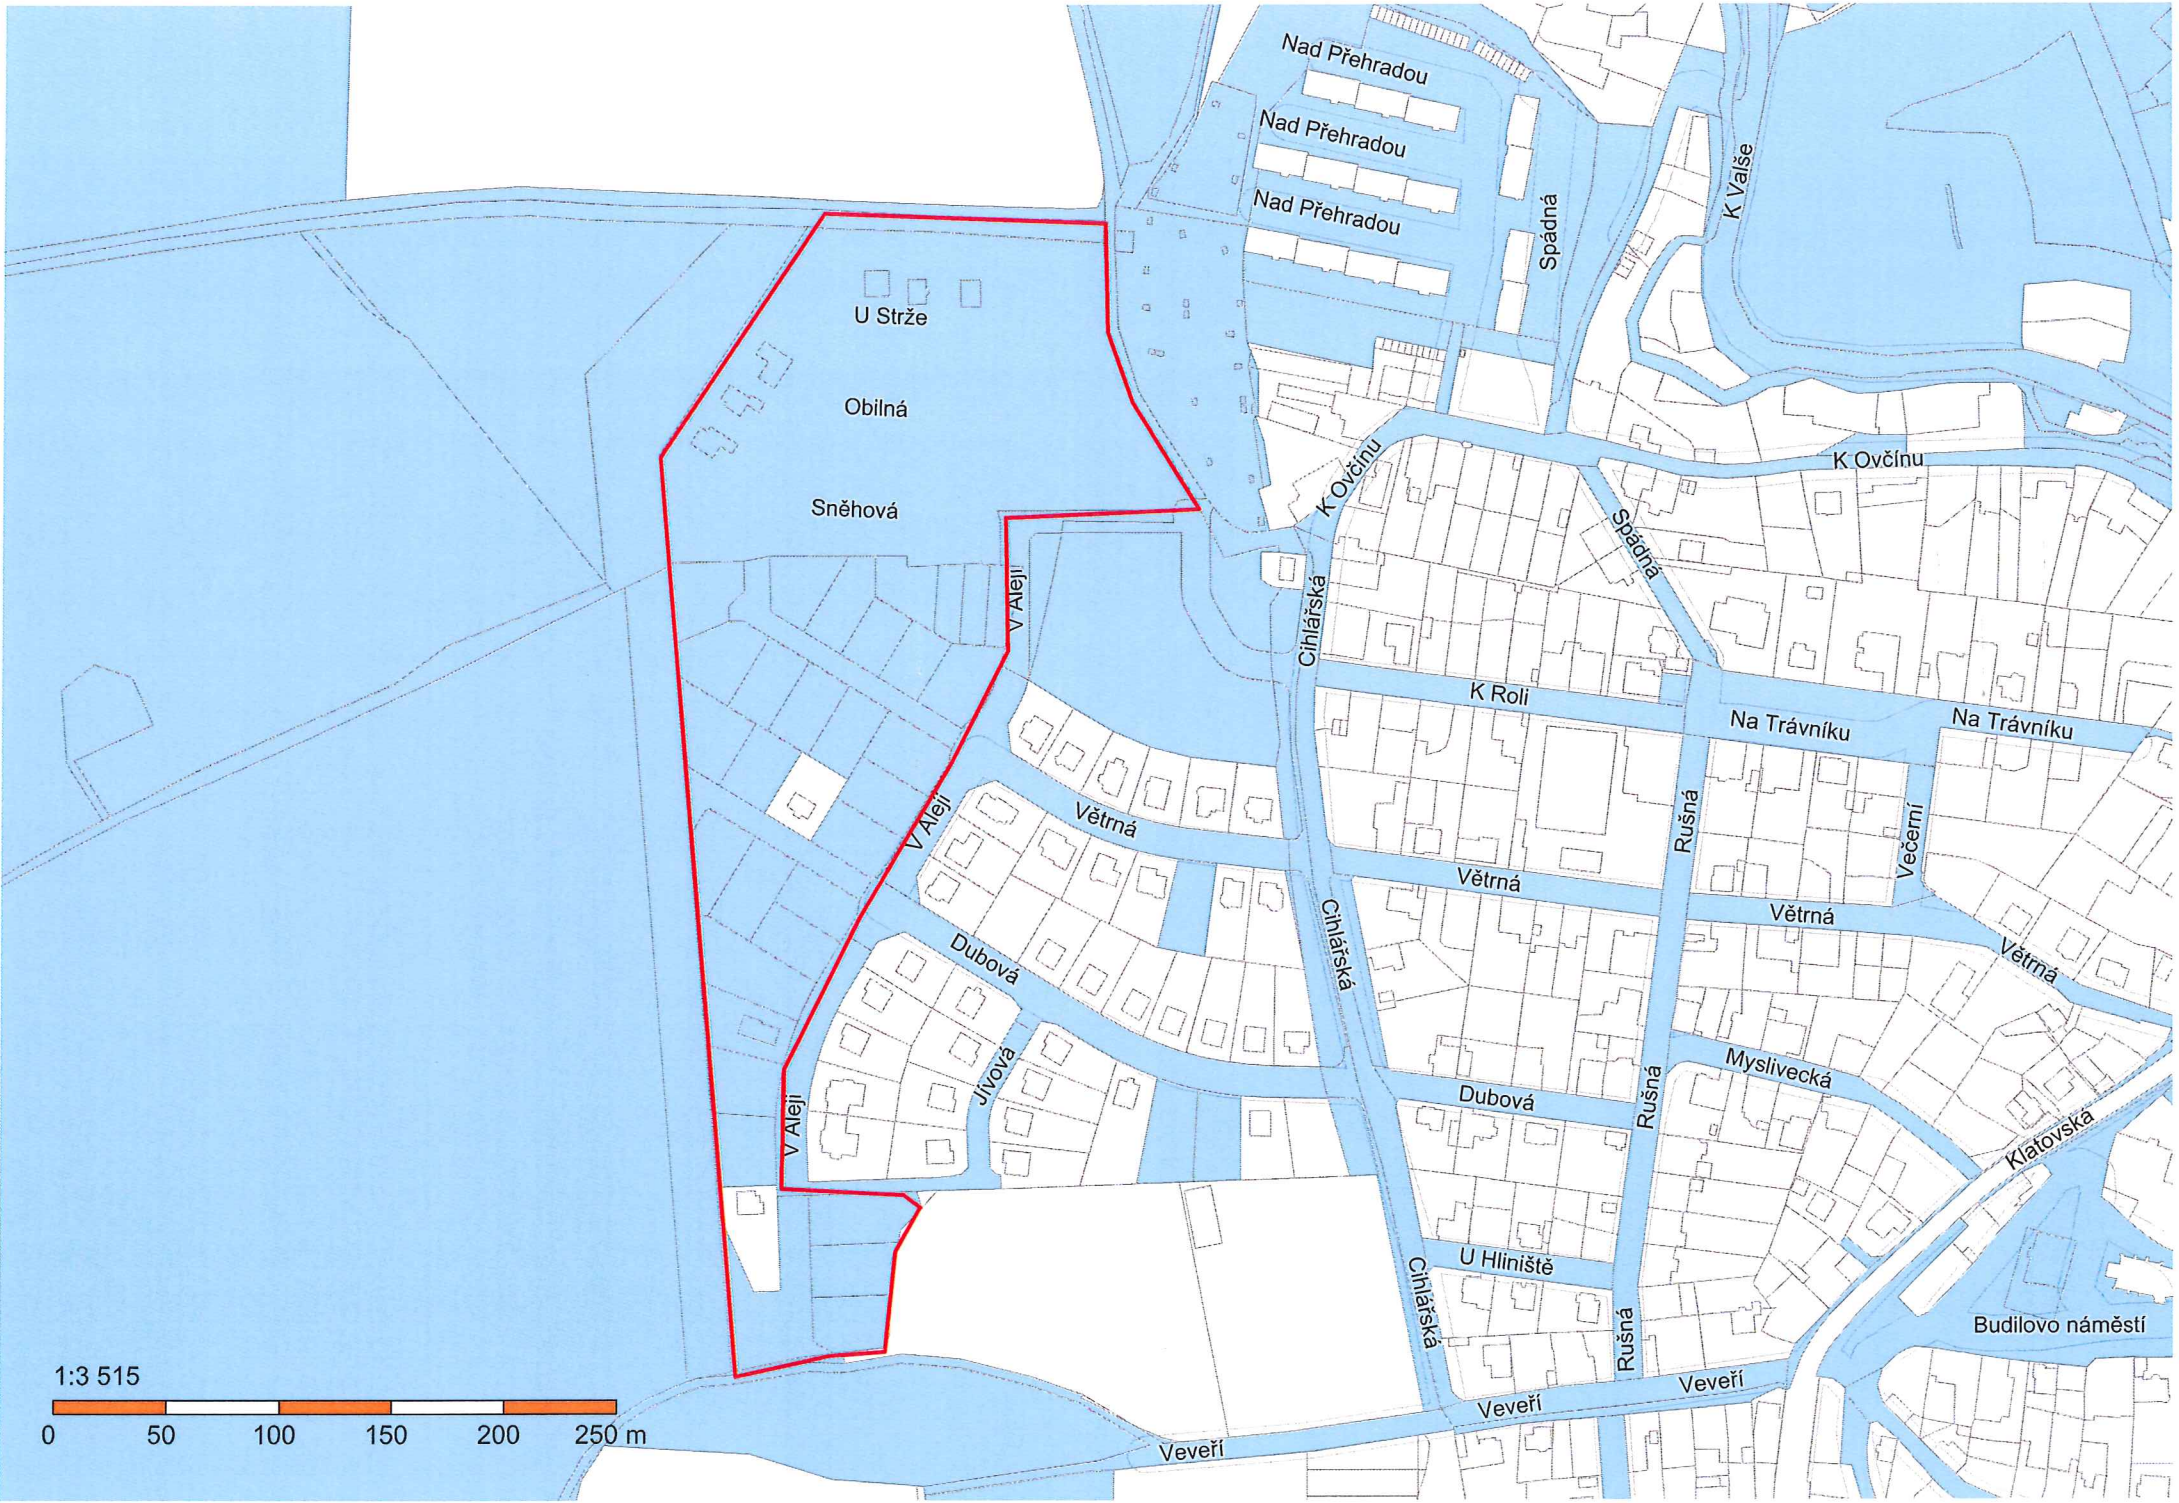 Nad Přehradou
Nad Přehradou
K Valše
Nad Přehradou
Spádná
U Strže
Obilná
K Ovčínu
K Ovčínu
Sněhová
Spádná
V Aleji
Cihlářská
K Roli
Na Trávníku
Na Trávníku
V Aleji
Větrná
Rušná
Večerní
Větrná
Větrná
Dubová
Cihlářská
Větrná
Jívová
Myslivecká
Rušná
Dubová
V Aleji
Klatovská
U Hliniště
Cihlářská
Rušná
Budilovo náměstí
1:3 515
Veveří
Veveří
0 50 100 150 200 250 m
Veveří